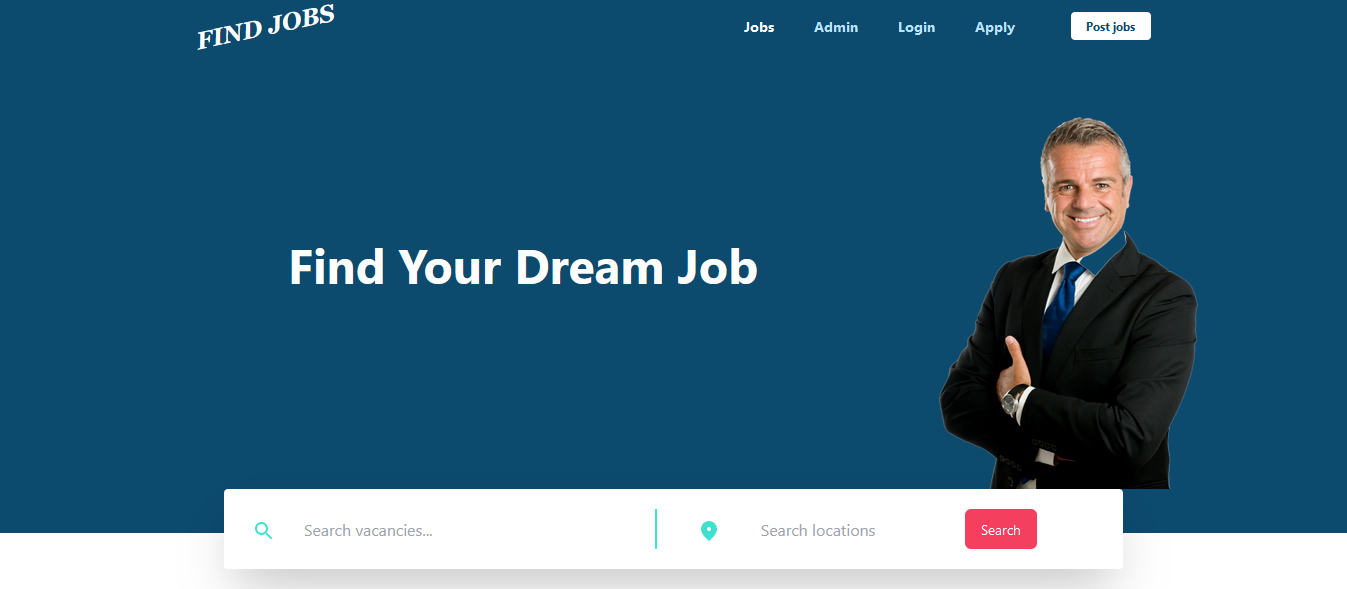 FIND JOBS
Jobs Admin Login Apply Post jobs
Find Your Dream Job
Search vacancies... Search locations Search